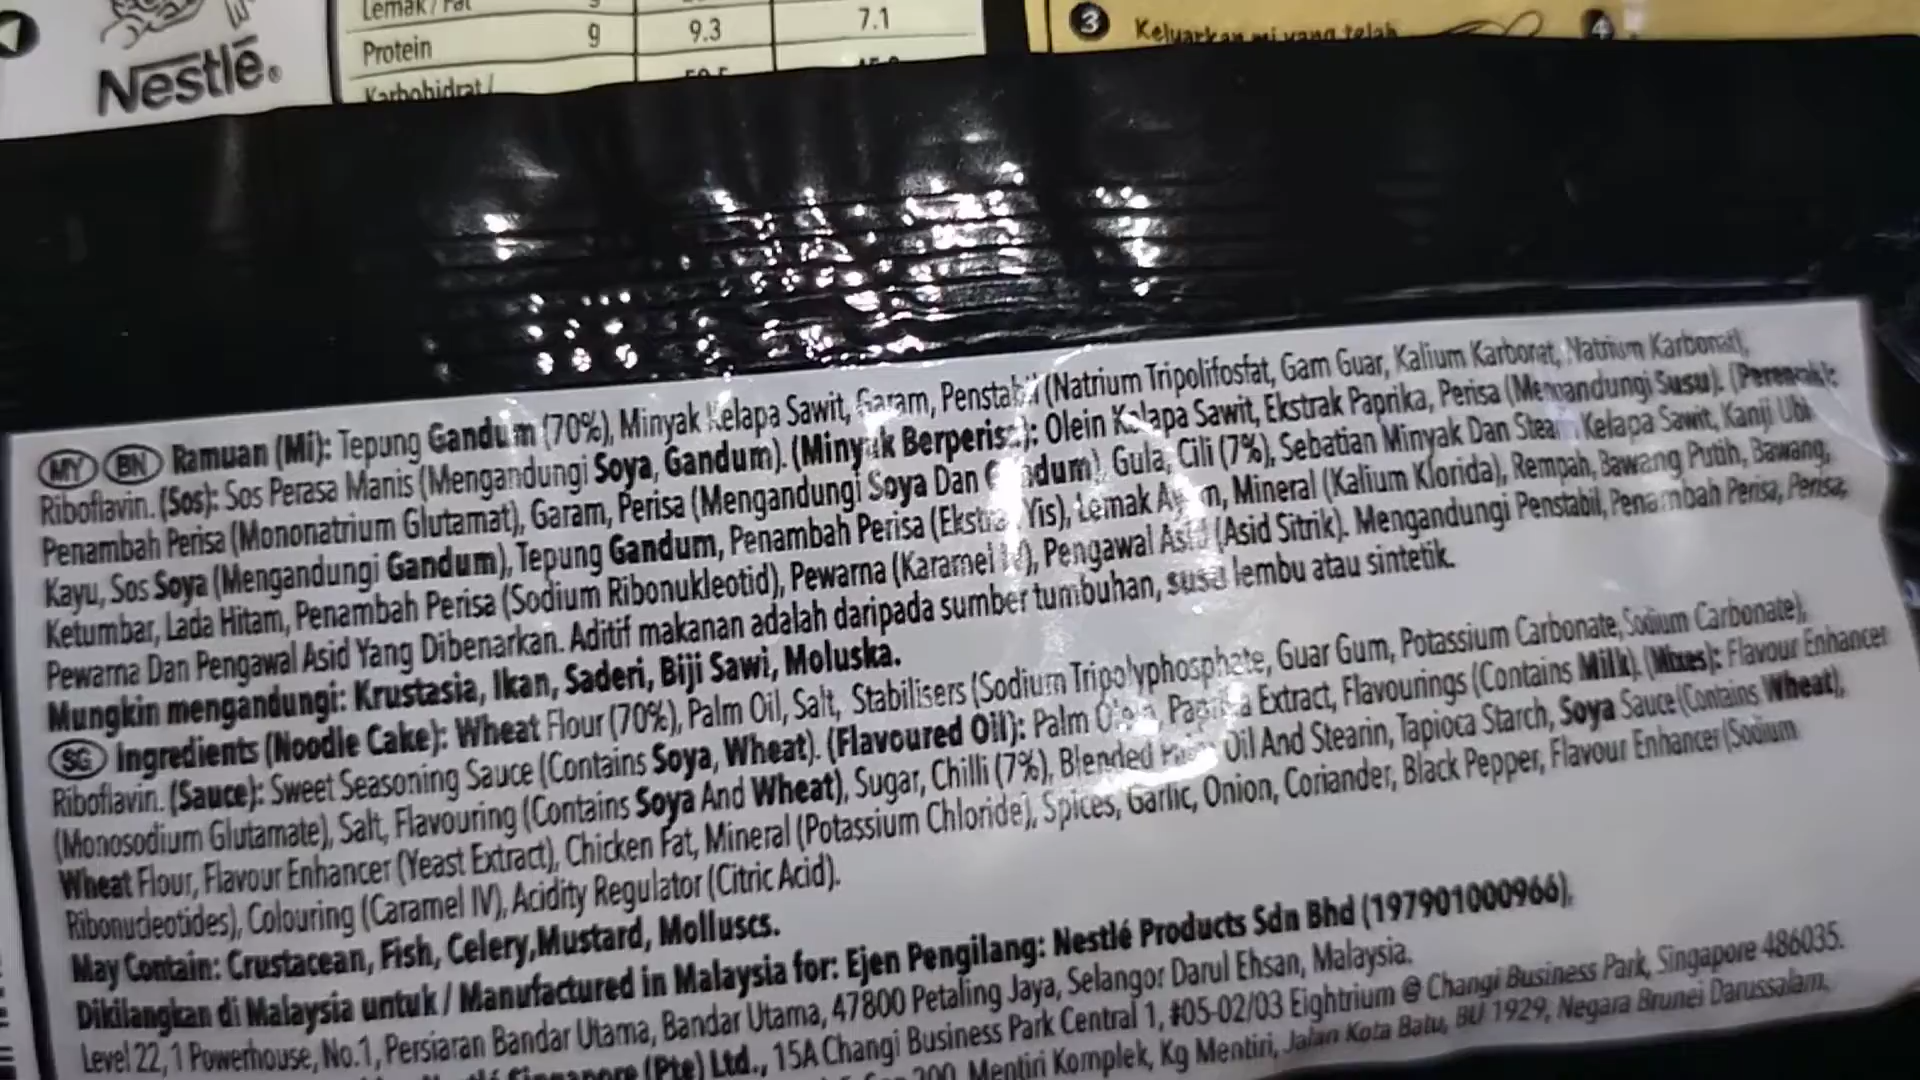 Nestlé
Lemak / Fat g
Protein g 9.3 7.1
Karbohidrat /
3 Keluarkan mi yang telah
4
MY BN Ramuan (Mi): Tepung Gandum (70%), Minyak Kelapa Sawit, Garam, Penstabil (Natrium Tripolifosfat, Gam Guar, Kalium Karbonat, Natrium Karbonat),
Riboflavin. (Sos): Sos Perasa Manis (Mengandungi Soya, Gandum). (Minyak Berperisa): Olein Kelapa Sawit, Ekstrak Paprika, Perisa (Mengandungi Susu). (Perencah):
Penambah Perisa (Mononatrium Glutamat), Garam, Perisa (Mengandungi Soya Dan Gandum), Gula, Cili (7%), Sebatian Minyak Dan Stearin Kelapa Sawit, Kanji Ubi
Kayu, Sos Soya (Mengandungi Gandum), Tepung Gandum, Penambah Perisa (Ekstrak Yis), Lemak Ayam, Mineral (Kalium Klorida), Rempah, Bawang Putih, Bawang,
Ketumbar, Lada Hitam, Penambah Perisa (Sodium Ribonukleotid), Pewarna (Karamel IV), Pengawal Asid (Asid Sitrik). Mengandungi Penstabil, Penambah Perisa, Perisa,
Pewarna Dan Pengawal Asid Yang Dibenarkan. Aditif makanan adalah daripada sumber tumbuhan, susu lembu atau sintetik.
Mungkin mengandungi: Krustasia, Ikan, Saderi, Biji Sawi, Moluska.
SG Ingredients (Noodle Cake): Wheat Flour (70%), Palm Oil, Salt, Stabilisers (Sodium Tripolyphosphate, Guar Gum, Potassium Carbonate, Sodium Carbonate),
Riboflavin. (Sauce): Sweet Seasoning Sauce (Contains Soya, Wheat). (Flavoured Oil): Palm Olein, Paprika Extract, Flavourings (Contains Milk). (Mixes): Flavour Enhancer
(Monosodium Glutamate), Salt, Flavouring (Contains Soya And Wheat), Sugar, Chilli (7%), Blended Palm Oil And Stearin, Tapioca Starch, Soya Sauce (Contains Wheat),
Wheat Flour, Flavour Enhancer (Yeast Extract), Chicken Fat, Mineral (Potassium Chloride), Spices, Garlic, Onion, Coriander, Black Pepper, Flavour Enhancer (Sodium
Ribonucleotides), Colouring (Caramel IV), Acidity Regulator (Citric Acid).
May Contain: Crustacean, Fish, Celery, Mustard, Molluscs.
Dikilangkan di Malaysia untuk / Manufactured in Malaysia for: Ejen Pengilang: Nestlé Products Sdn Bhd (197901000966),
Level 22, 1 Powerhouse, No.1, Persiaran Bandar Utama, Bandar Utama, 47800 Petaling Jaya, Selangor Darul Ehsan, Malaysia.
Singapore (Pte) Ltd., 15A Changi Business Park Central 1, #05-02/03 Eightrium @ Changi Business Park, Singapore 486035.
Mentiri Komplek, Kg Mentiri, Jalan Kota Batu, BU 1929, Negara Brunei Darussalam.